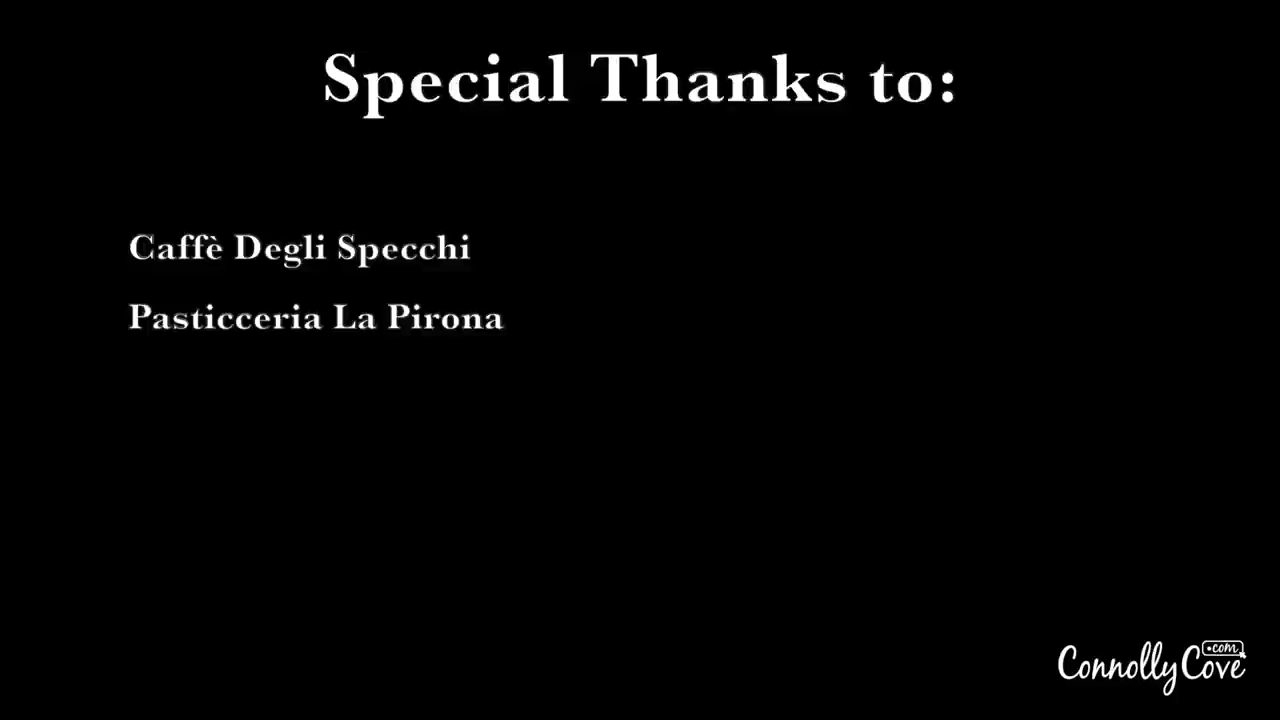 Special Thanks to:
Caffè Degli Specchi
Pasticceria La Pirona
ConnollyCove
.com